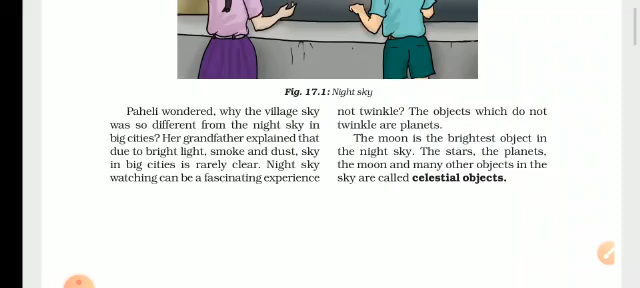 Fig. 17.1: Night sky
Paheli wondered, why the village sky
was so different from the night sky in
big cities? Her grandfather explained that
due to bright light, smoke and dust, sky
in big cities is rarely clear. Night sky
watching can be a fascinating experience
not twinkle? The objects which do not
twinkle are planets.
The moon is the brightest object in
the night sky. The stars, the planets,
the moon and many other objects in the
sky are called celestial objects.